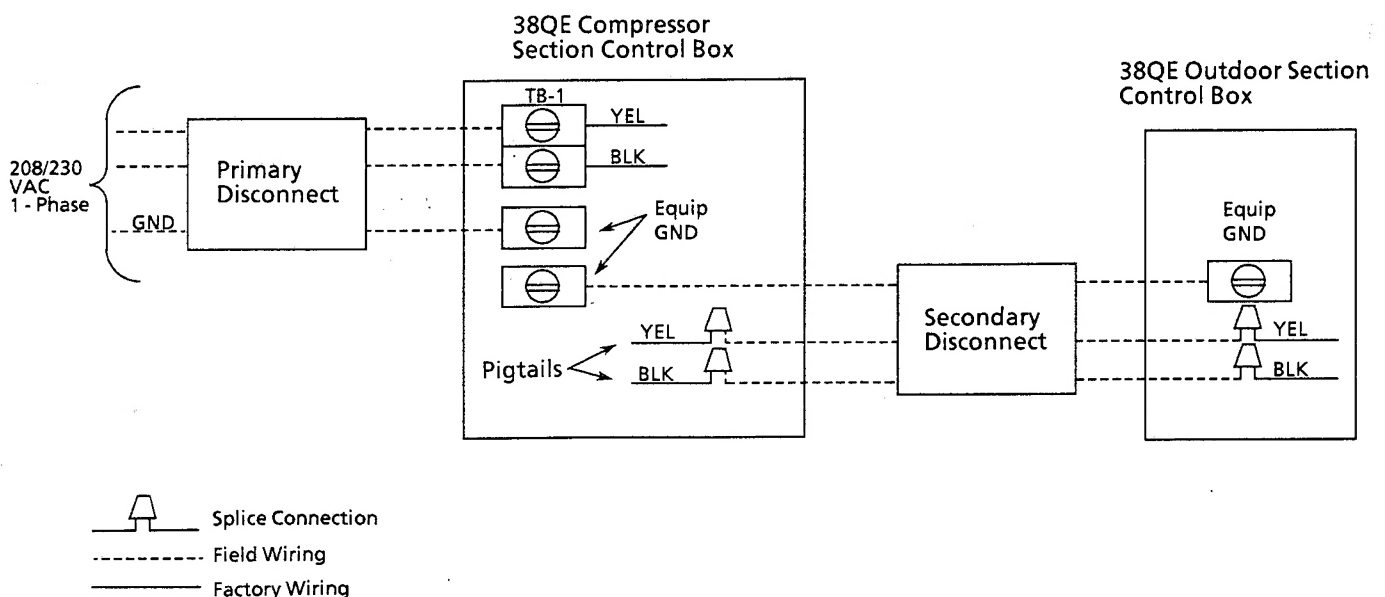 38QE Compressor
Section Control Box
38QE Outdoor Section
Control Box
TB-1
YEL
BLK
208/230
VAC
1 - Phase
GND
Primary
Disconnect
Equip
GND
Equip
GND
Secondary
Disconnect
YEL
BLK
Pigtails
YEL
BLK
Splice Connection
Field Wiring
Factory Wiring